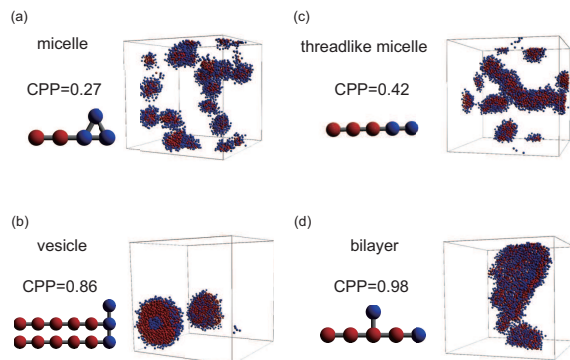 (a)
micelle
CPP=0.27
(c)
threadlike micelle
CPP=0.42
(b)
vesicle
CPP=0.86
(d)
bilayer
CPP=0.98